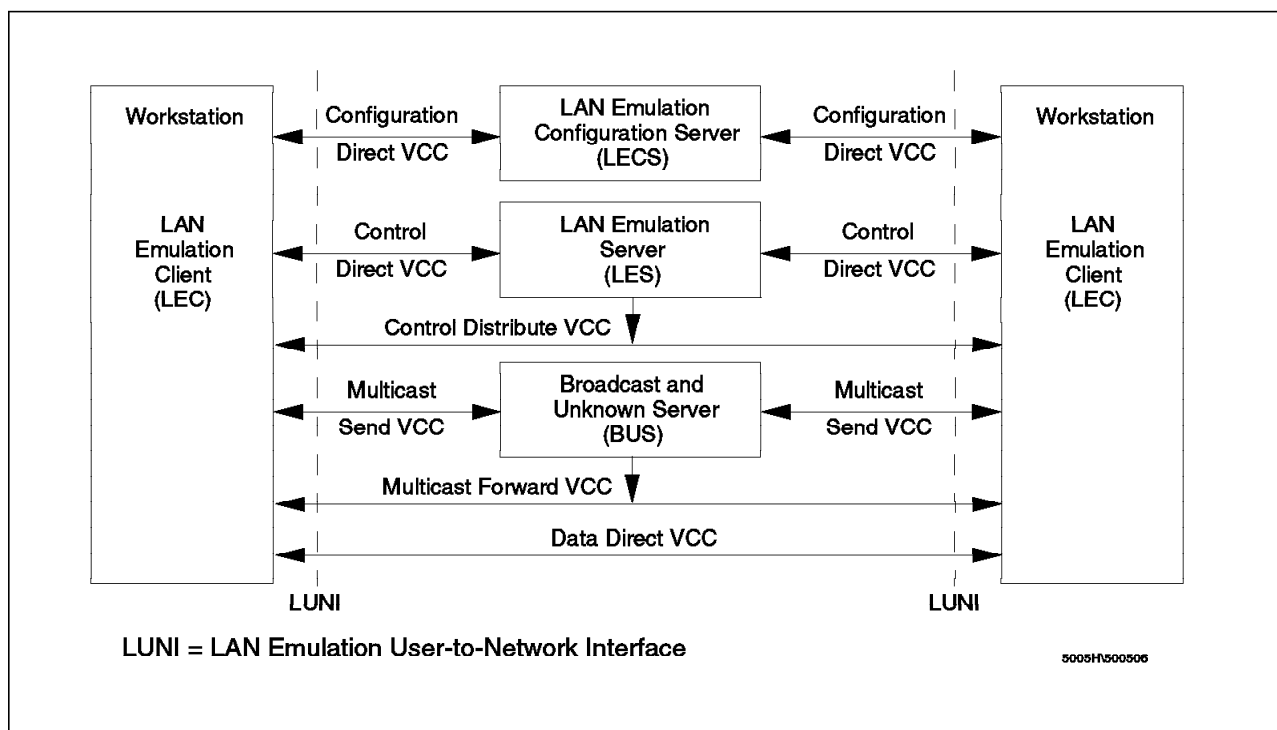 Workstation
LAN
Emulation
Client
(LEC)
Configuration
Direct VCC
LAN Emulation
Configuration Server
(LECS)
Configuration
Direct VCC
Workstation
LAN
Emulation
Client
(LEC)
Control
Direct VCC
LAN Emulation
Server
(LES)
Control
Direct VCC
Control Distribute VCC
Multicast
Send VCC
Broadcast and
Unknown Server
(BUS)
Multicast
Send VCC
Multicast Forward VCC
Data Direct VCC
LUNI
LUNI
LUNI = LAN Emulation User-to-Network Interface
5005H\500506